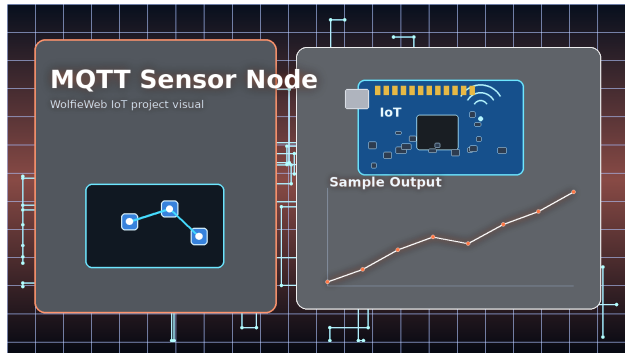 MQTT Sensor Node
WolfieWeb IoT project visual
IoT
Sample Output